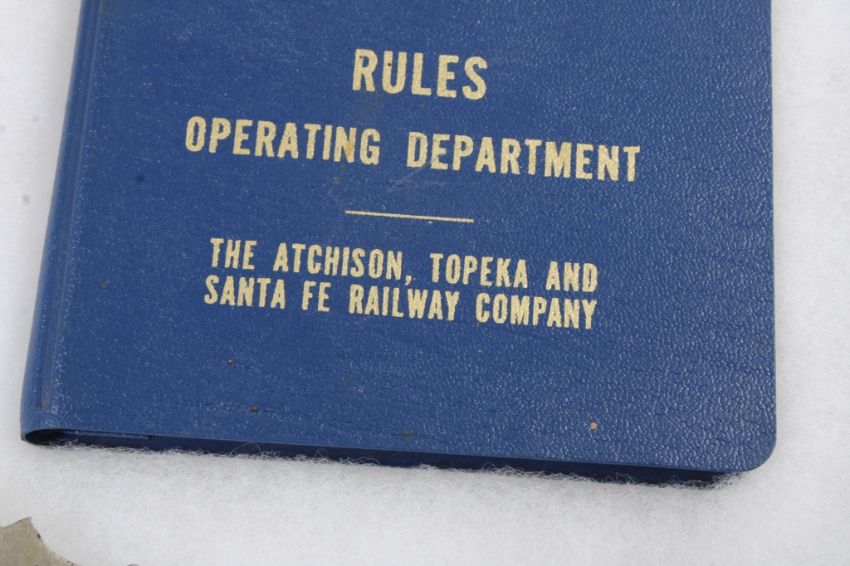 RULES
OPERATING DEPARTMENT
THE ATCHISON, TOPEKA AND
SANTA FE RAILWAY COMPANY